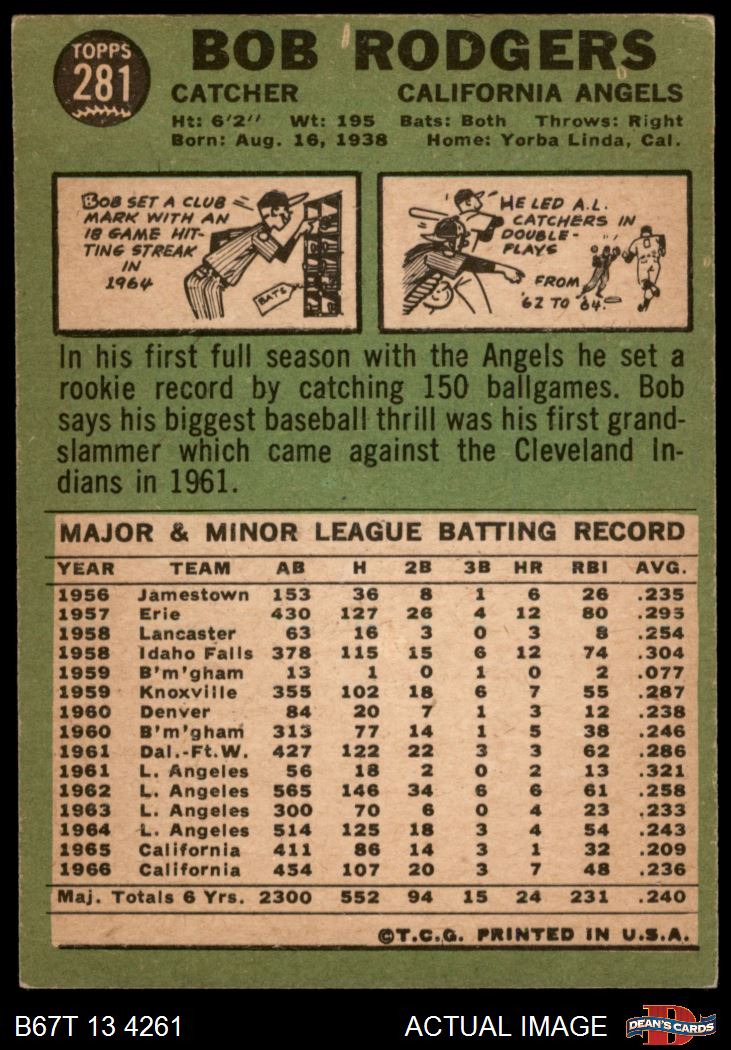 TOPPS
281
BOB RODGERS
CATCHER CALIFORNIA ANGELS
Ht: 6'2" Wt: 195 Bats: Both Throws: Right
Born: Aug. 16, 1938 Home: Yorba Linda, Cal.
BOB SET A CLUB
MARK WITH AN
18 GAME HIT-
TING STREAK
IN
1964
BATS
HE LED A.L.
CATCHERS IN
DOUBLE-
PLAYS
FROM
'62 TO '64.
In his first full season with the Angels he set a
rookie record by catching 150 ballgames. Bob
says his biggest baseball thrill was his first grand-
slammer which came against the Cleveland In-
dians in 1961.
MAJOR & MINOR LEAGUE BATTING RECORD
YEAR TEAM AB H 2B 3B HR RBI AVG.
1956 Jamestown 153 36 8 1 6 26 .235
1957 Erie 430 127 26 4 12 80 .295
1958 Lancaster 63 16 3 0 3 8 .254
1958 Idaho Falls 378 115 15 6 12 74 .304
1959 B'm'gham 13 1 0 1 0 2 .077
1959 Knoxville 355 102 18 6 7 55 .287
1960 Denver 84 20 7 1 3 12 .238
1960 B'm'gham 313 77 14 1 5 38 .246
1961 Dal.-Ft.W. 427 122 22 3 3 62 .286
1961 L. Angeles 56 18 2 0 2 13 .321
1962 L. Angeles 565 146 34 6 6 61 .258
1963 L. Angeles 300 70 6 0 4 23 .233
1964 L. Angeles 514 125 18 3 4 54 .243
1965 California 411 86 14 3 1 32 .209
1966 California 454 107 20 3 7 48 .236
Maj. Totals 6 Yrs. 2300 552 94 15 24 231 .240
©T.C.G. PRINTED IN U.S.A.
B67T 13 4261 ACTUAL IMAGE DEAN'S CARDS